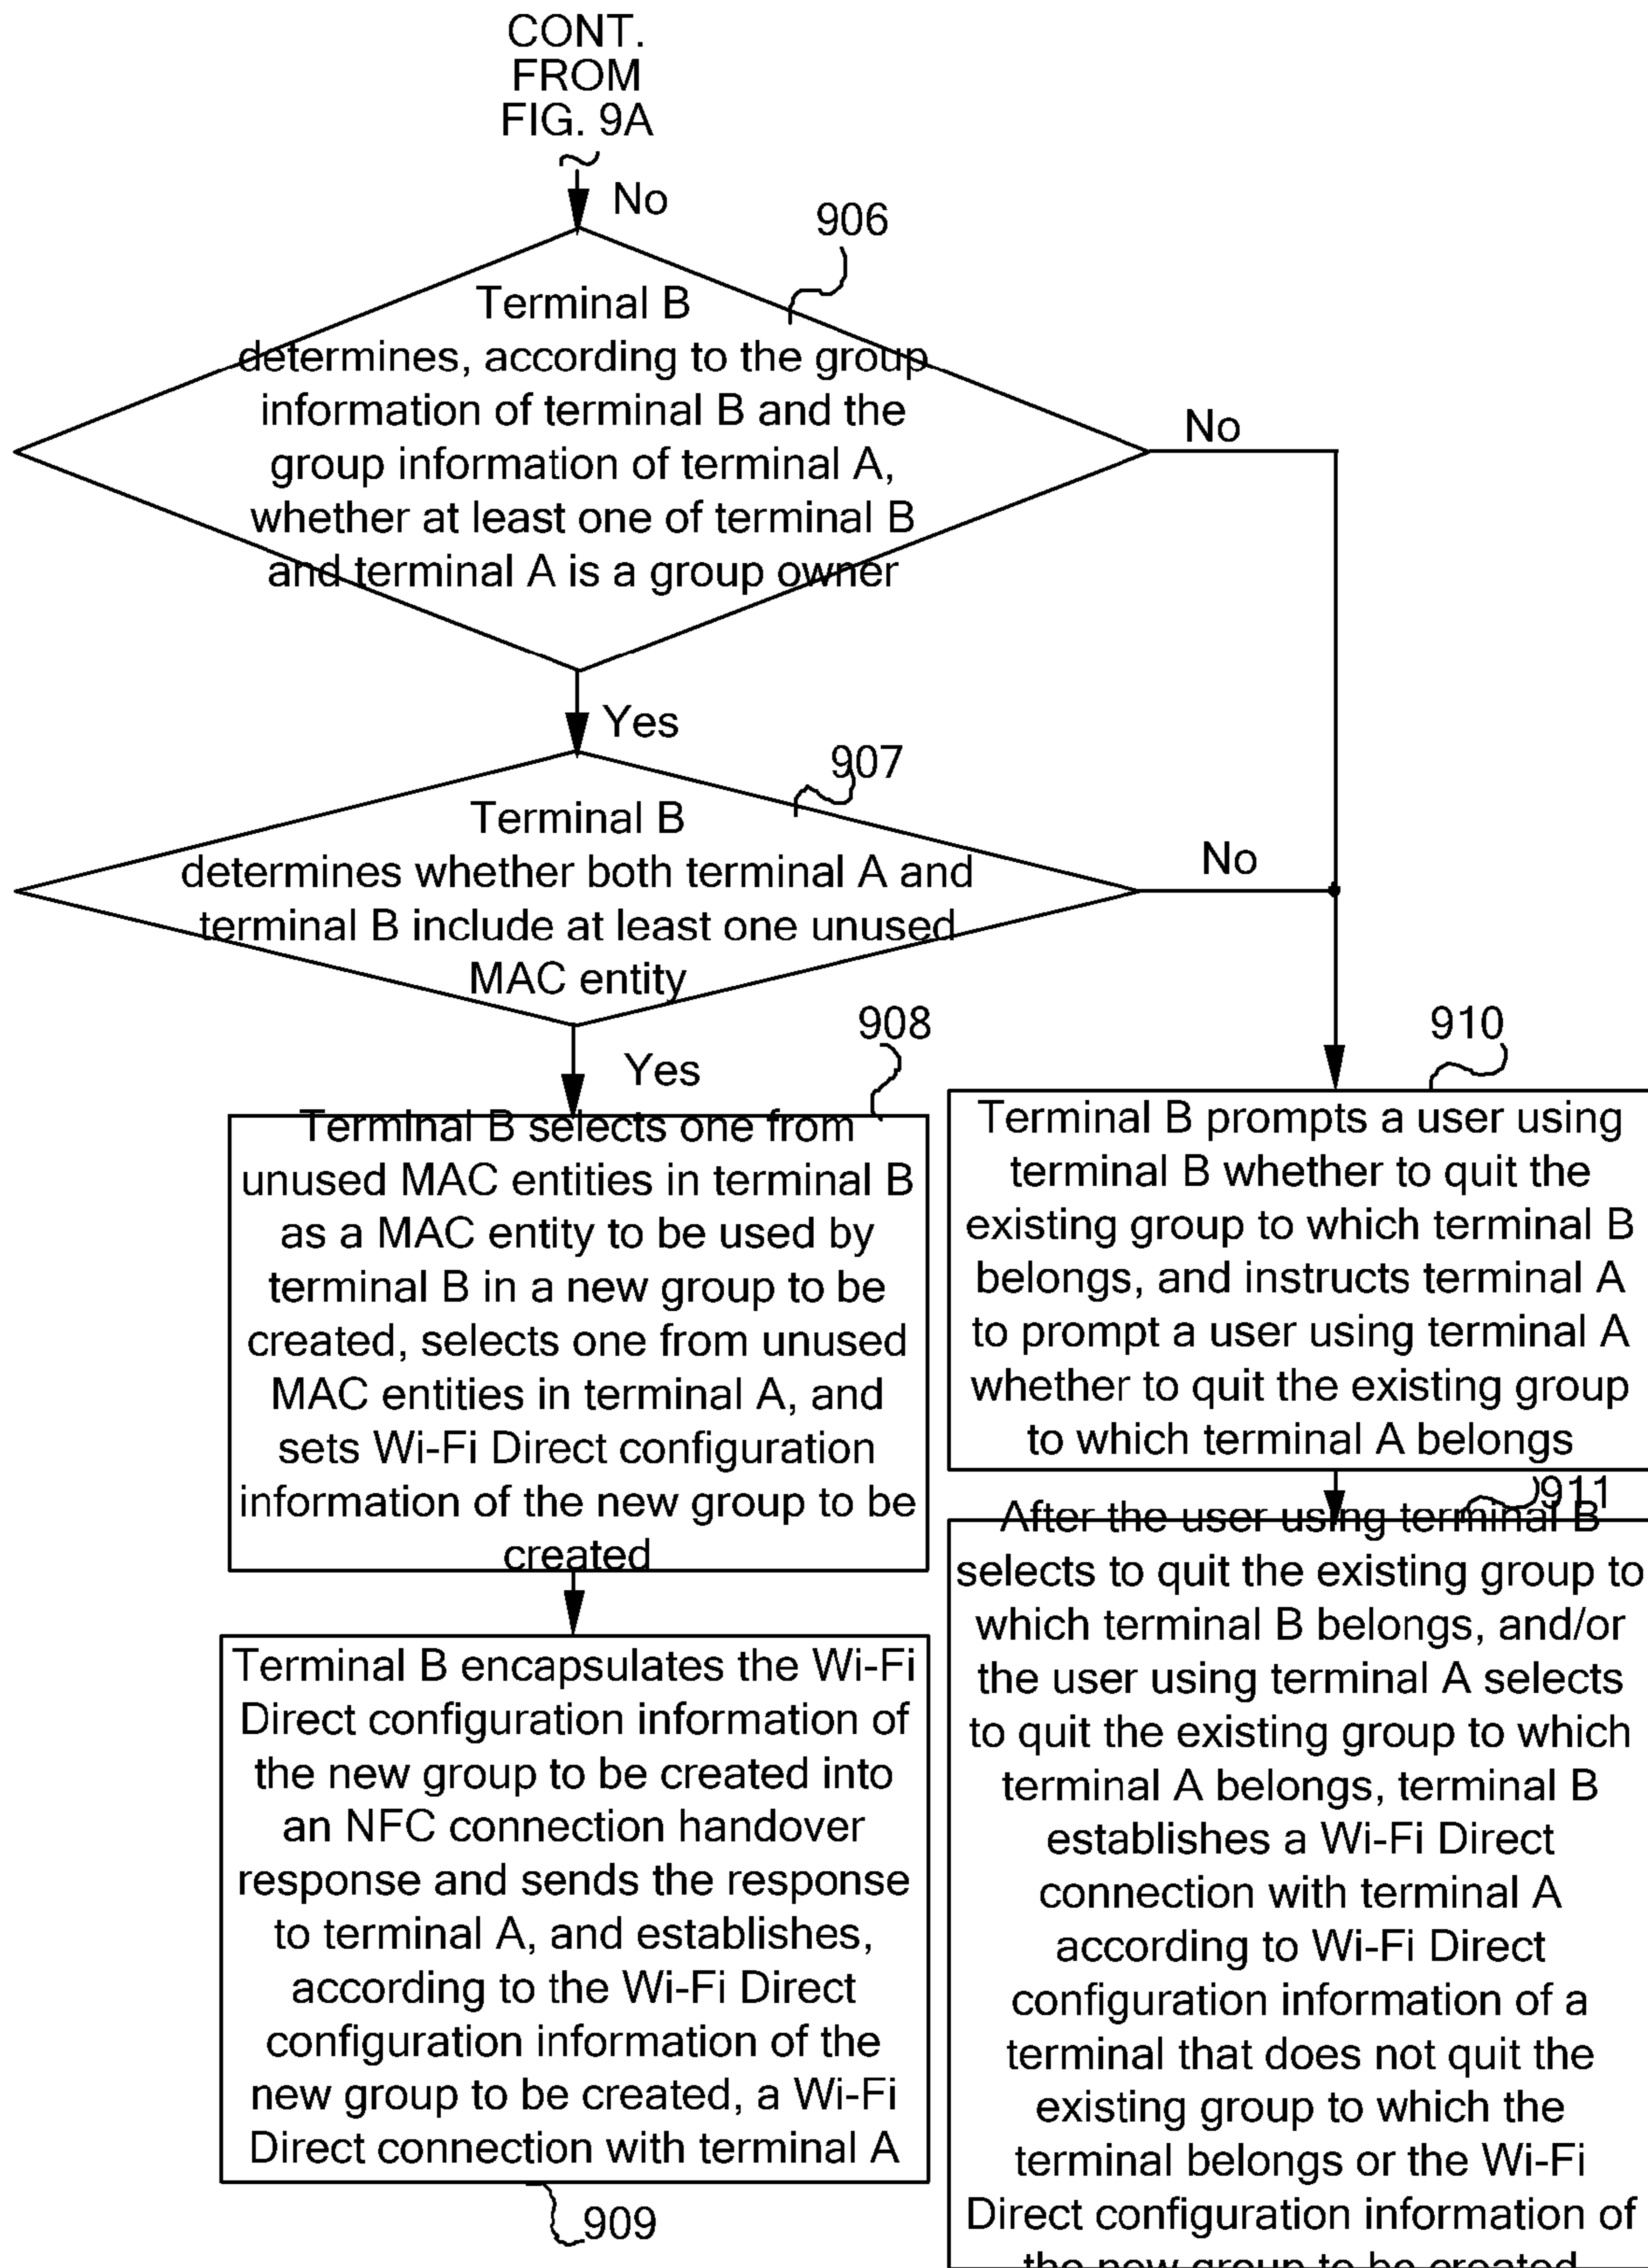 CONT.
FROM
FIG. 9A
No
906
Terminal B
determines, according to the group
information of terminal B and the
group information of terminal A,
whether at least one of terminal B
and terminal A is a group owner
No
Yes
907
Terminal B
determines whether both terminal A and
terminal B include at least one unused
MAC entity
No
Yes
908
Terminal B selects one from
unused MAC entities in terminal B
as a MAC entity to be used by
terminal B in a new group to be
created, selects one from unused
MAC entities in terminal A, and
sets Wi-Fi Direct configuration
information of the new group to be
created
910
Terminal B prompts a user using
terminal B whether to quit the
existing group to which terminal B
belongs, and instructs terminal A
to prompt a user using terminal A
whether to quit the existing group
to which terminal A belongs
Terminal B encapsulates the Wi-Fi
Direct configuration information of
the new group to be created into
an NFC connection handover
response and sends the response
to terminal A, and establishes,
according to the Wi-Fi Direct
configuration information of the
new group to be created, a Wi-Fi
Direct connection with terminal A
909
911
After the user using terminal B
selects to quit the existing group to
which terminal B belongs, and/or
the user using terminal A selects
to quit the existing group to which
terminal A belongs, terminal B
establishes a Wi-Fi Direct
connection with terminal A
according to Wi-Fi Direct
configuration information of a
terminal that does not quit the
existing group to which the
terminal belongs or the Wi-Fi
Direct configuration information of
the new group to be created